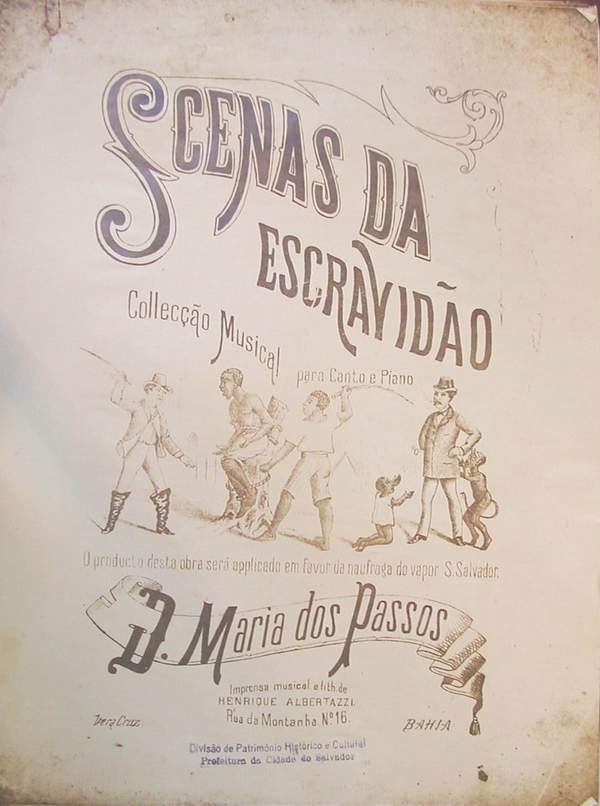 SCENAS DA
ESCRAVIDÃO
Collecção Musical
para Canto e Piano
O producto desta obra será applicado em favor da naufraga do vapor S. Salvador.
D. Maria dos Passos
Imprensa musical e lith. de
HENRIQUE ALBERTAZZI.
Rua da Montanha Nº 16.
Vera Cruz
BAHIA
Divisão de Patrimônio Histórico e Cultural
Prefeitura da Cidade do Salvador